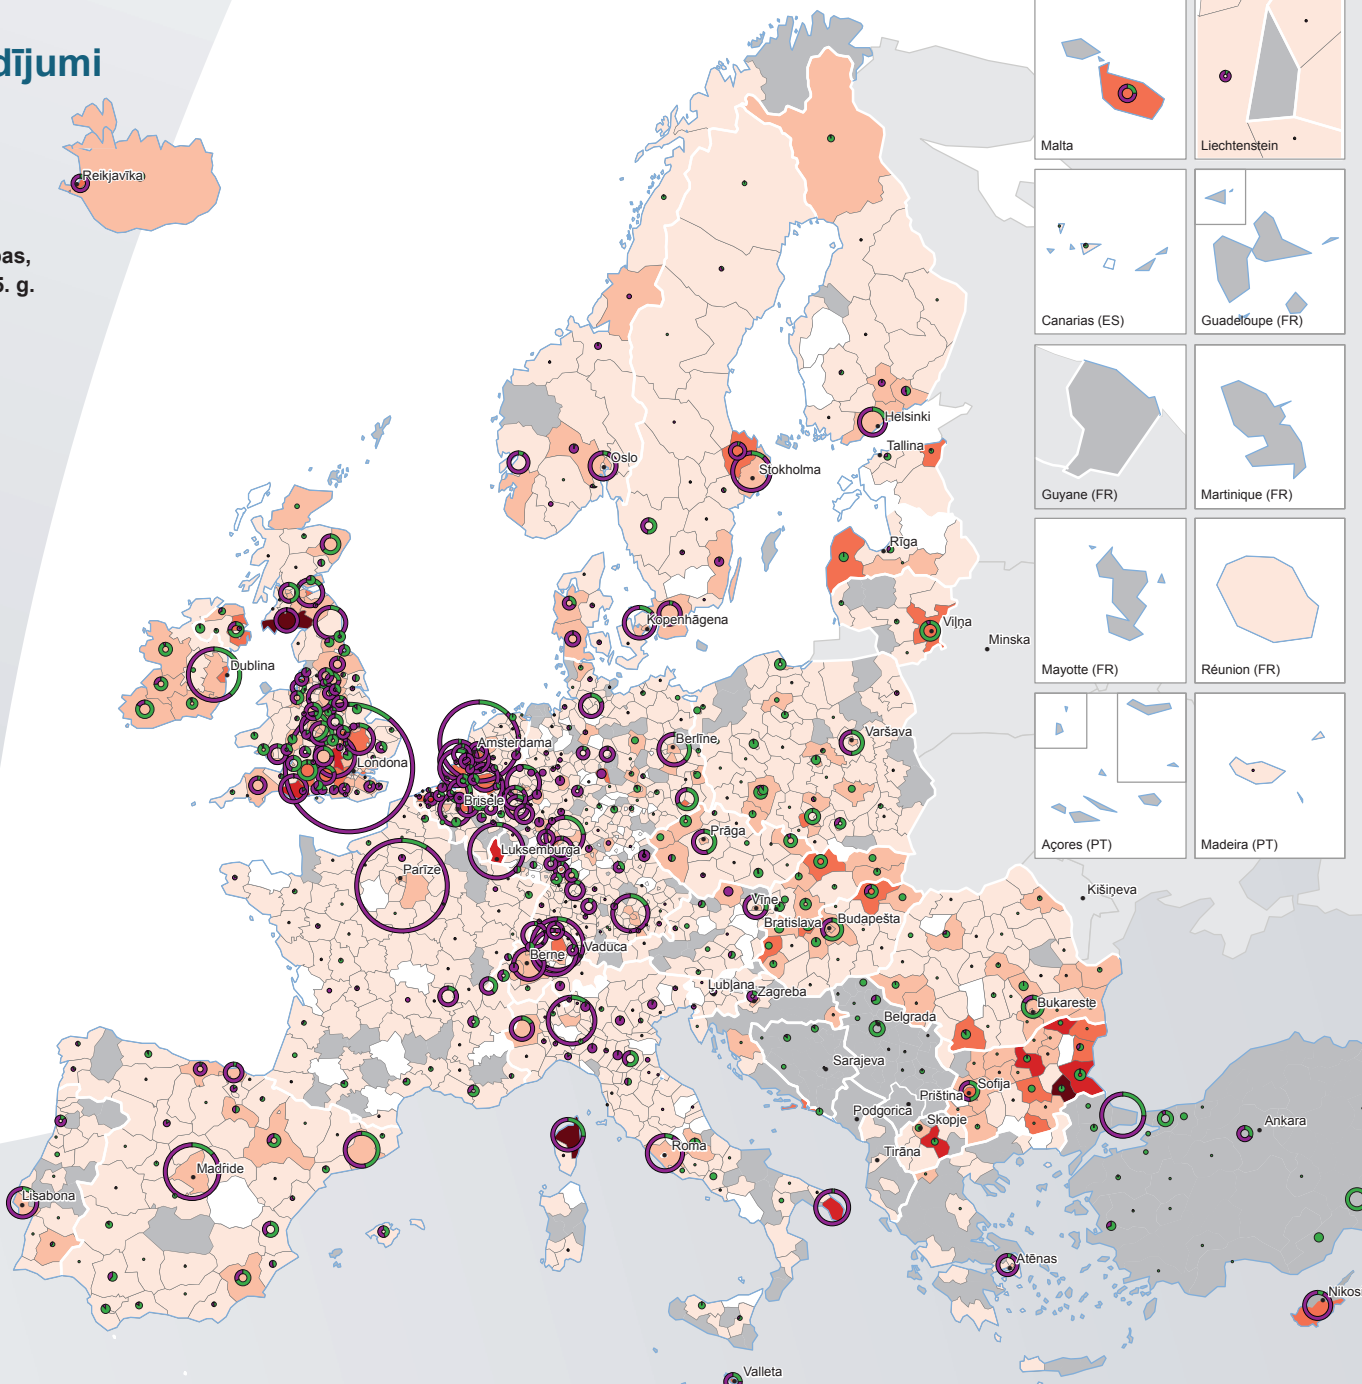 dījumi
Reikjavīka
bas,
5. g.
Malta
Liechtenstein
Canarias (ES)
Guadeloupe (FR)
Guyane (FR)
Martinique (FR)
Mayotte (FR)
Réunion (FR)
Açores (PT)
Madeira (PT)
Helsinki
Tallina
Oslo
Stokholma
Rīga
Kopenhāgena
Viļņa
Minska
Dublina
Amsterdama
Berlīne
Varšava
Londona
Brisele
Prāga
Luksemburga
Parīze
Kišiņeva
Vīne
Bratislava
Budapešta
Berne
Vaduca
Ļubļana
Zagreba
Bukareste
Belgrada
Sarajeva
Sofija
Priština
Podgorica
Skopje
Ankara
Roma
Tirāna
Madride
Lisabona
Atēnas
Nikos
Valleta